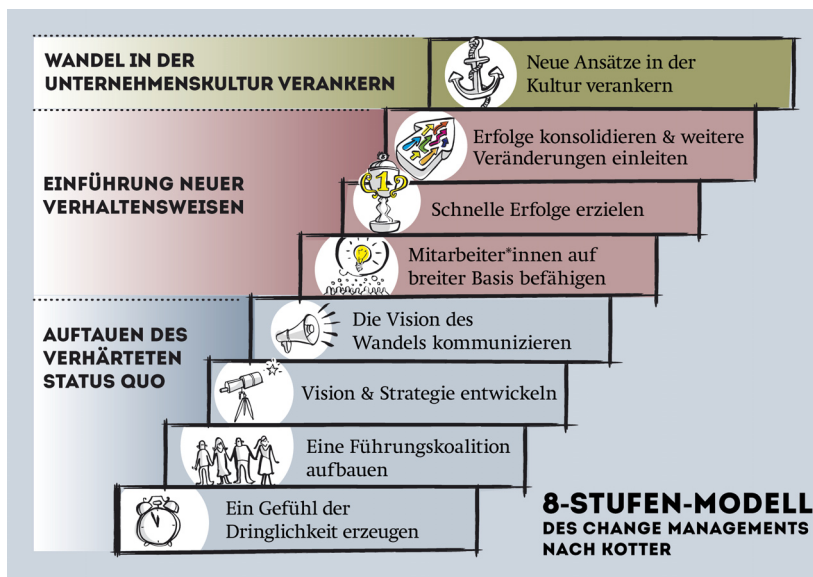 WANDEL IN DER
UNTERNEHMENSKULTUR VERANKERN
Neue Ansätze in der
Kultur verankern
EINFÜHRUNG NEUER
VERHALTENSWEISEN
Erfolge konsolidieren & weitere
Veränderungen einleiten
1
Schnelle Erfolge erzielen
Mitarbeiter*innen auf
breiter Basis befähigen
AUFTAUEN DES
VERHÄRTETEN
STATUS QUO
Die Vision des
Wandels kommunizieren
Vision & Strategie entwickeln
Eine Führungskoalition
aufbauen
Ein Gefühl der
Dringlichkeit erzeugen
8-STUFEN-MODELL
DES CHANGE MANAGEMENTS
NACH KOTTER